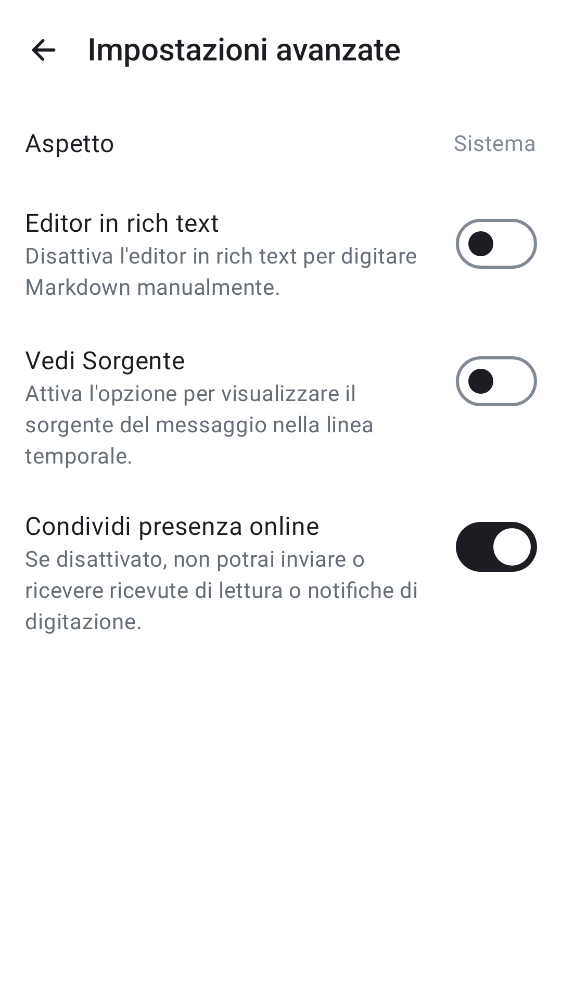 Impostazioni avanzate
Aspetto
Sistema
Editor in rich text
Disattiva l'editor in rich text per digitare
Markdown manualmente.
Vedi Sorgente
Attiva l'opzione per visualizzare il
sorgente del messaggio nella linea
temporale.
Condividi presenza online
Se disattivato, non potrai inviare o
ricevere ricevute di lettura o notifiche di
digitazione.